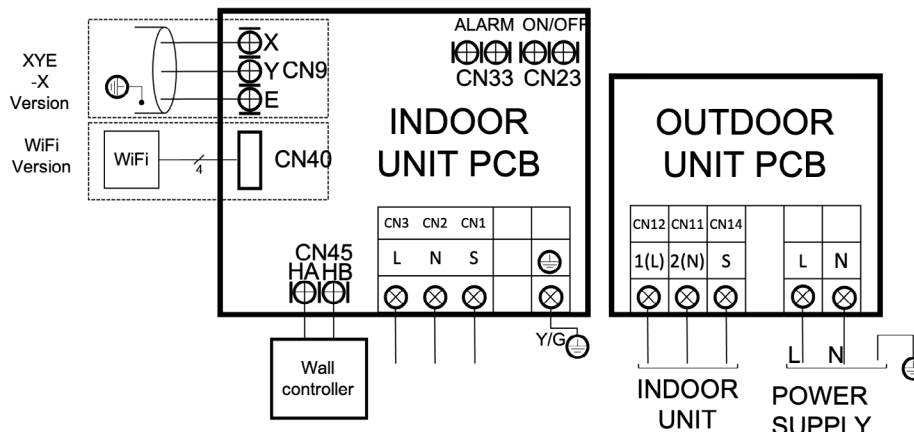 XYE
-X
Version
X
Y CN9
E
WiFi
Version
WiFi
4
CN40
ALARM ON/OFF
CN33 CN23
INDOOR
UNIT PCB
CN3 CN2 CN1
L N S
CN45
HA HB
Y/G
Wall
controller
OUTDOOR
UNIT PCB
CN12 CN11 CN14
1(L) 2(N) S L N
L N
INDOOR
UNIT
POWER
SUPPLY